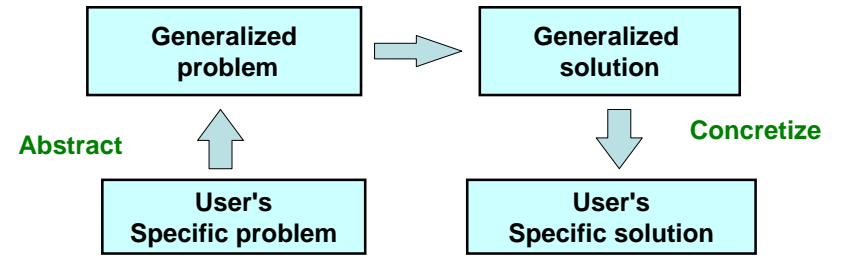 Generalized
problem
Generalized
solution
Abstract
Concretize
User's
Specific problem
User's
Specific solution